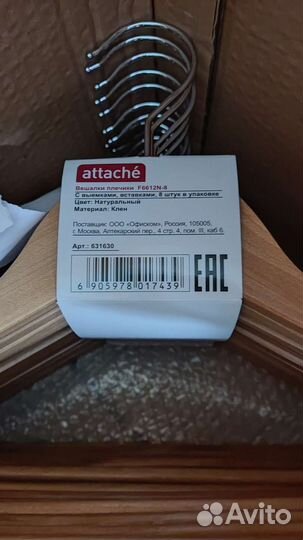 attaché
Вешалки плечики F6612N-8
С выемками, вставками, 8 штук в упаковке
Цвет: Натуральный
Материал: Клен
Поставщик: ООО «Офиском», Россия, 105005,
г. Москва, Аптекарский пер., 4 стр. 4, пом. III, каб 6.
Арт.: 631630
6 905978 017439
EAC
Avito